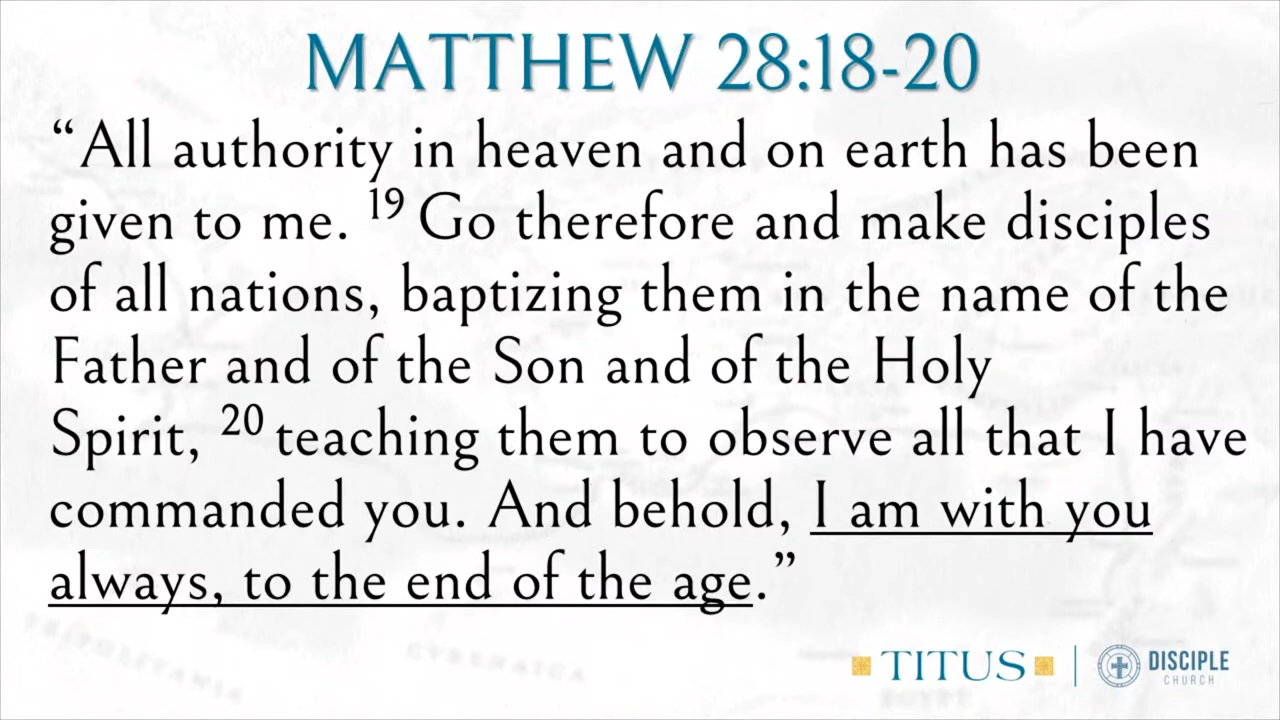 MATTHEW 28:18-20
“All authority in heaven and on earth has been
given to me. 19 Go therefore and make disciples
of all nations, baptizing them in the name of the
Father and of the Son and of the Holy
Spirit, 20 teaching them to observe all that I have
commanded you. And behold, I am with you
always, to the end of the age.”
TRIPOLITANIA
CYRENAICA
EGYPT
TITUS
DISCIPLE
CHURCH